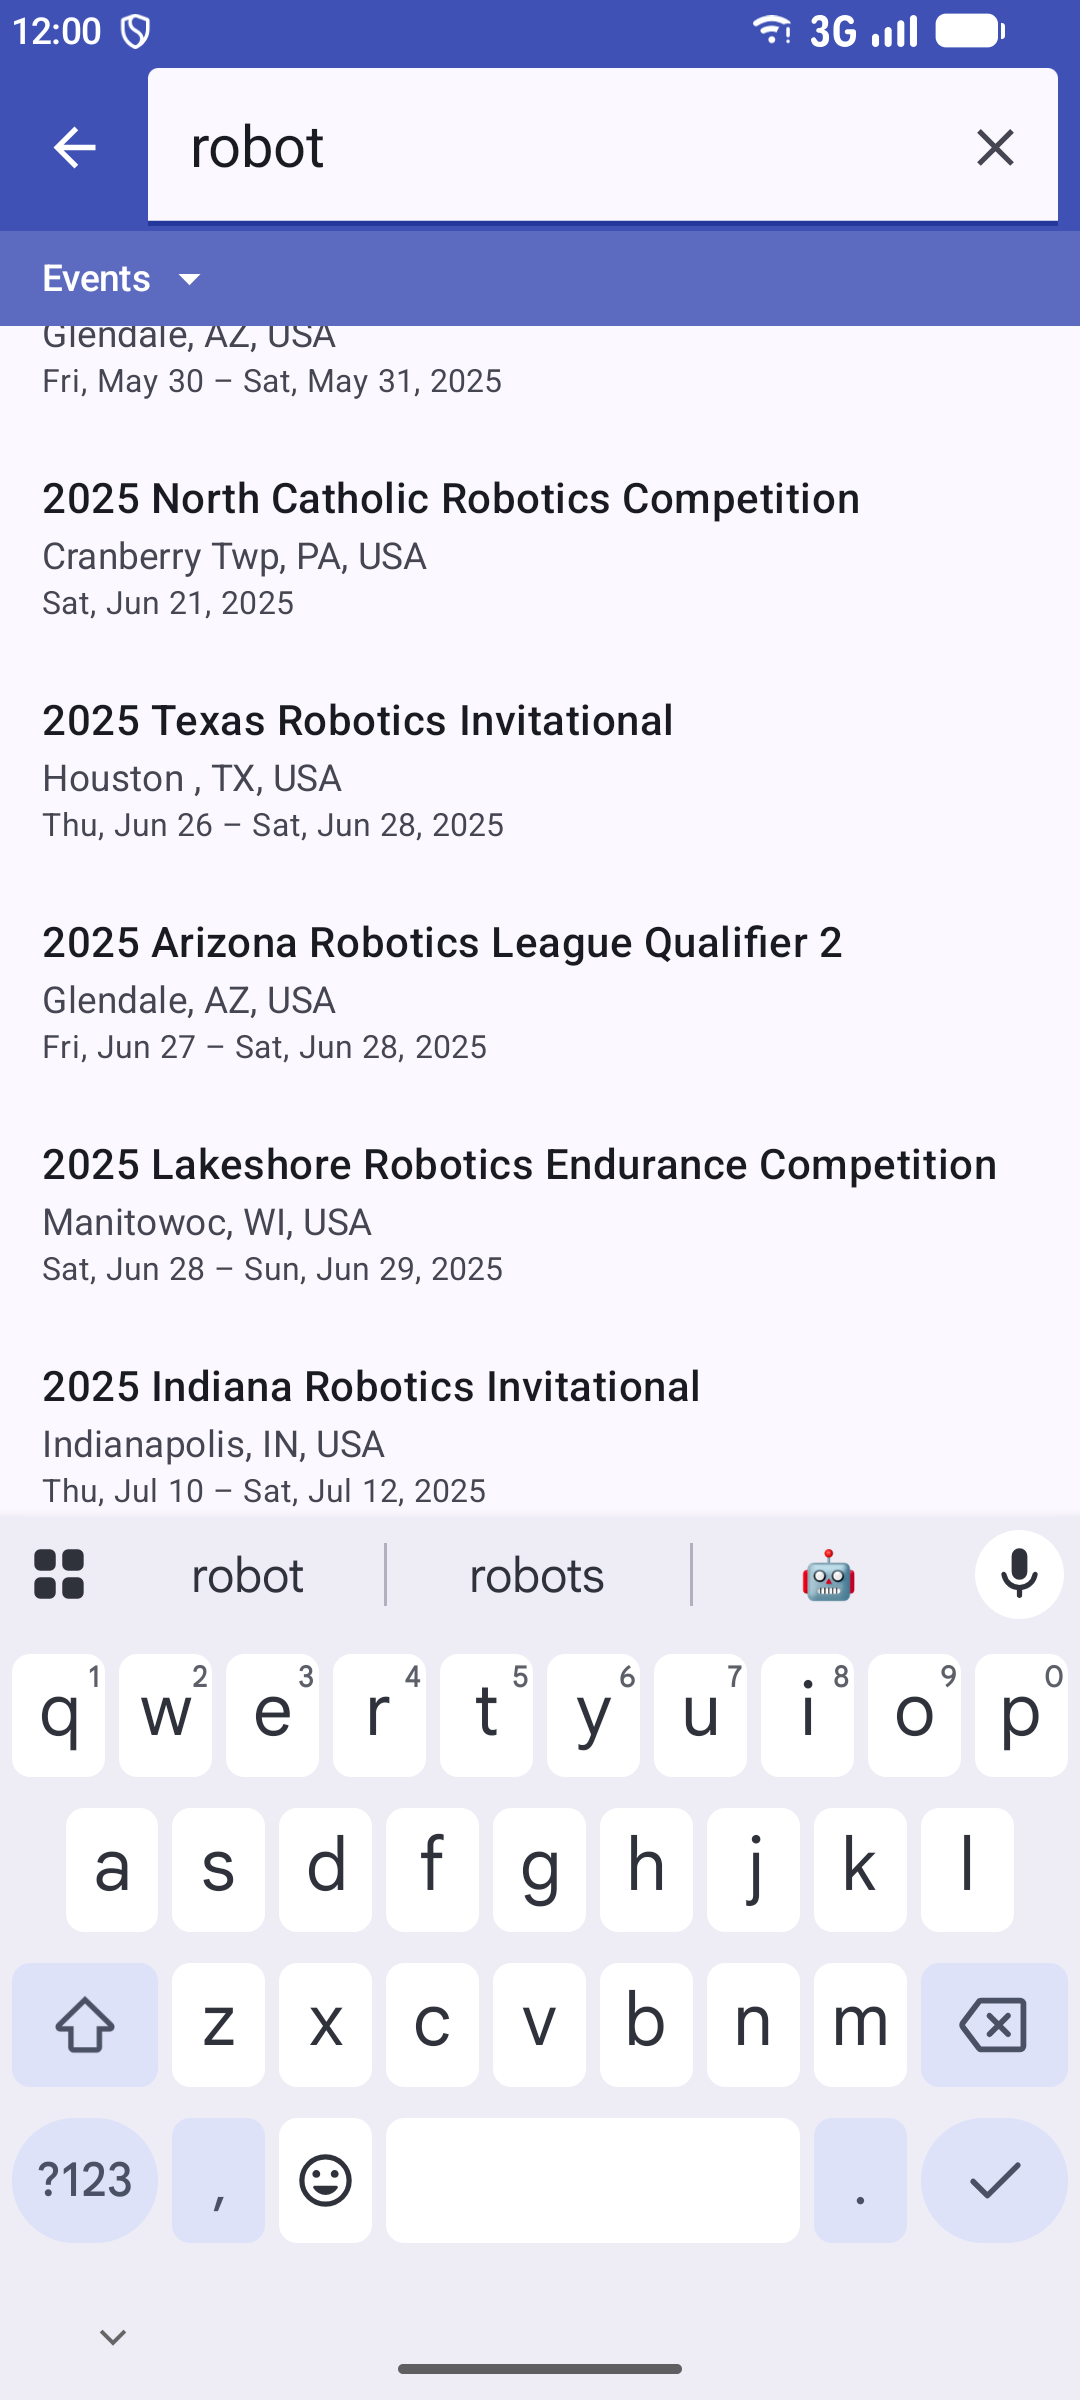 12:00
3G
robot
Events
Glendale, AZ, USA
Fri, May 30 – Sat, May 31, 2025
2025 North Catholic Robotics Competition
Cranberry Twp, PA, USA
Sat, Jun 21, 2025
2025 Texas Robotics Invitational
Houston , TX, USA
Thu, Jun 26 – Sat, Jun 28, 2025
2025 Arizona Robotics League Qualifier 2
Glendale, AZ, USA
Fri, Jun 27 – Sat, Jun 28, 2025
2025 Lakeshore Robotics Endurance Competition
Manitowoc, WI, USA
Sat, Jun 28 – Sun, Jun 29, 2025
2025 Indiana Robotics Invitational
Indianapolis, IN, USA
Thu, Jul 10 – Sat, Jul 12, 2025
robot robots
q1 w2 e3 r4 t5 y6 u7 i8 o9 p0
a s d f g h j k l
z x c v b n m
?123 , .